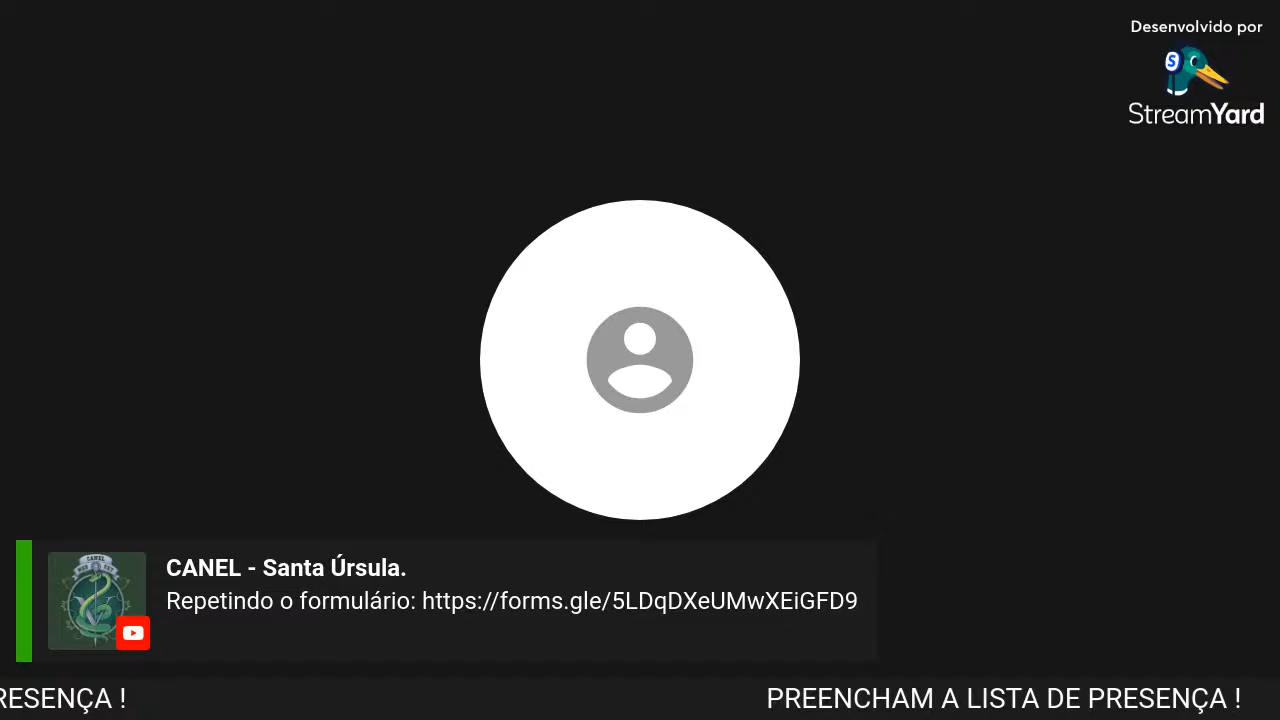 Desenvolvido por
StreamYard
CANEL - Santa Úrsula.
Repetindo o formulário: https://forms.gle/5LDqDXeUMwXEiGFD9
RESENÇA ! PREENCHAM A LISTA DE PRESENÇA !